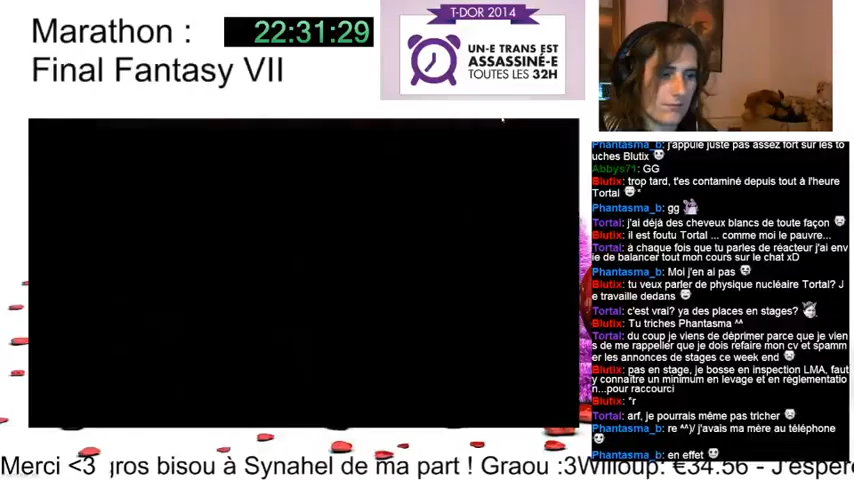 Marathon :
22:31:29
Final Fantasy VII
T-DOR 2014
UN-E TRANS EST
ASSASSINÉ-E
TOUTES LES 32H
Phantasma_b: j'appuie juste pas assez fort sur les to
uches Blutix
Abbys71: GG
Blutix: trop tard, t'es contaminé depuis tout à l'heure
Tortal *
Phantasma_b: gg
Tortal: j'ai déjà des cheveux blancs de toute façon
Blutix: il est foutu Tortal ... comme moi le pauvre...
Tortal: à chaque fois que tu parles de réacteur j'ai env
ie de balancer tout mon cours sur le chat xD
Phantasma_b: Moi j'en ai pas
Blutix: tu veux parler de physique nucléaire Tortal? J
e travaille dedans
Tortal: c'est vrai? ya des places en stages?
Blutix: Tu triches Phantasma ^^
Tortal: du coup je viens de déprimer parce que je vien
s de me rappeller que je dois refaire mon cv et spamm
er les annonces de stages ce week end
Blutix: pas en stage, je bosse en inspection LMA, faut
y connaître un minimum en levage et en réglementatio
n...pour raccourci
Blutix: *r
Tortal: arf, je pourrais même pas tricher
Phantasma_b: re ^^)/ j'avais ma mère au téléphone
Phantasma_b: en effet
Merci <3 gros bisou à Synahel de ma part ! Graou :3Willoup: €34.56 - J'espère